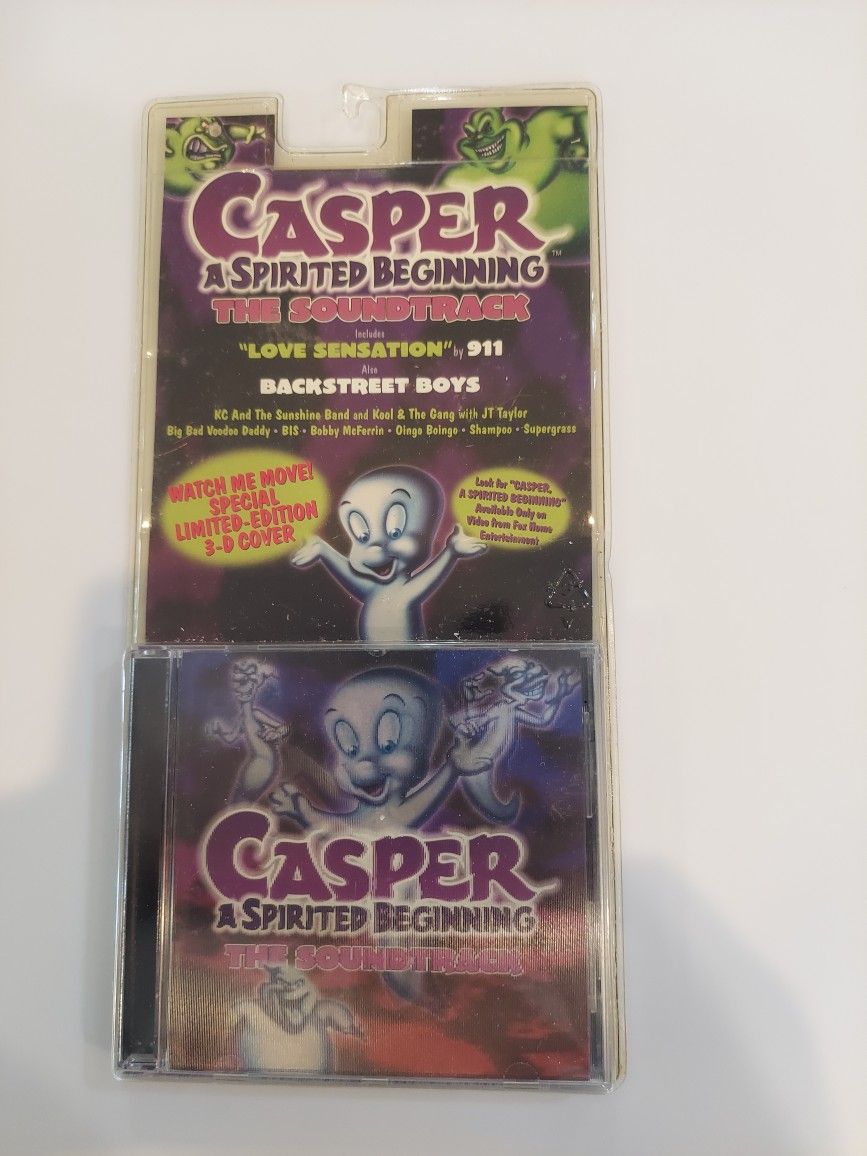 CASPER™
A SPIRITED BEGINNING
THE SOUNDTRACK
Includes
"LOVE SENSATION" by 911
Also
BACKSTREET BOYS
KC And The Sunshine Band and Kool & The Gang with JT Taylor
Big Bad Voodoo Daddy • BIS • Bobby McFerrin • Oingo Boingo • Shampoo • Supergrass
WATCH ME MOVE!
SPECIAL
LIMITED-EDITION
3-D COVER
Look for "CASPER,
A SPIRITED BEGINNING"
Available Only on
Video from Fox Home
Entertainment
V
CASPER
A SPIRITED BEGINNING
THE SOUNDTRACK